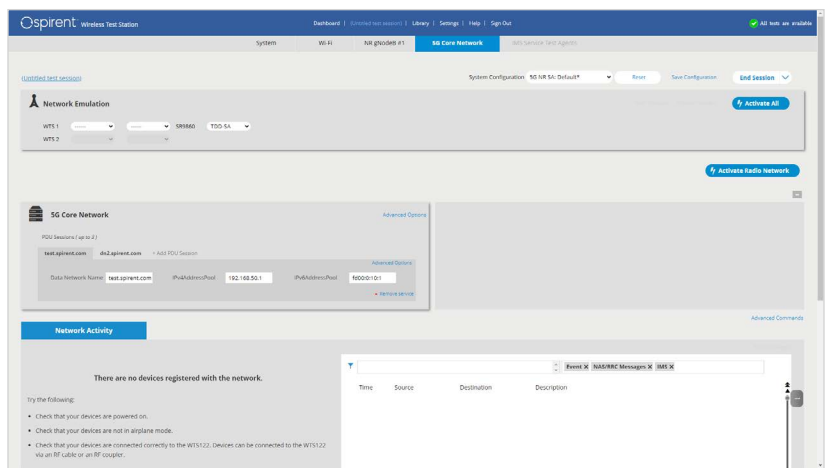 spirent Wireless Test Station
Dashboard | (Untitled test session) | Library | Settings | Help | Sign Out
All tests are available
System Wi-Fi NR gNodeB #1 5G Core Network Add Service Test Agents
(Untitled test session)
System Configuration 5G NR SA: Default* Reset Save Configuration End Session
Network Emulation
Activate All
WTS 1 ------ ------ SR9860 TDD-SA
WTS 2
Activate Radio Network
5G Core Network Advanced Options
PDU Sessions ( up to 2 )
test.spirent.com dn2.spirent.com + Add PDU Session
Advanced Options
Data Network Name test.spirent.com IPv4AddressPool 192.168.50.1 IPv6AddressPool fd00:0:10:1
Remove service
Advanced Commands
Network Activity
Event X NAS/RRC Messages X IMS X
Time Source Destination Description
There are no devices registered with the network.
Try the following:
• Check that your devices are powered on.
• Check that your devices are not in airplane mode.
• Check that your devices are connected correctly to the WTS122. Devices can be connected to the WTS122
via an RF cable or an RF coupler.